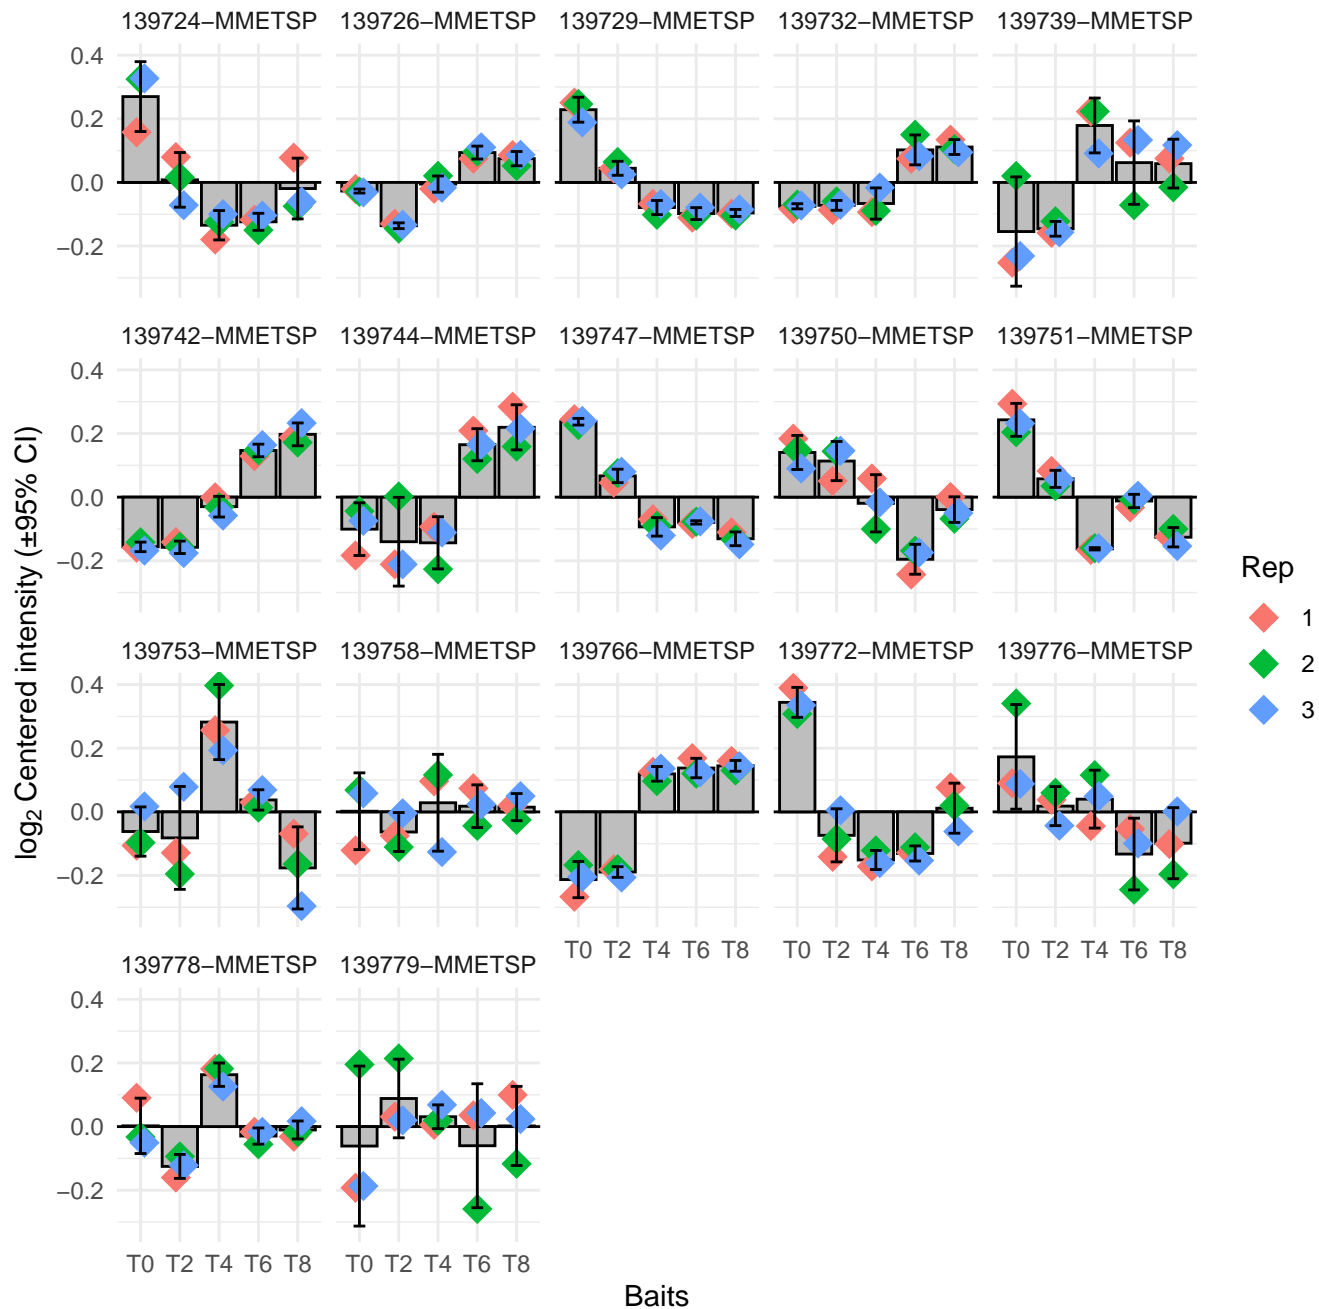 139724−MMETSP 139726−MMETSP 139729−MMETSP 139732−MMETSP 139739−MMETSP
0.4
0.2
0.0
−0.2
139742−MMETSP 139744−MMETSP 139747−MMETSP 139750−MMETSP 139751−MMETSP
0.4
0.2
0.0
−0.2
139753−MMETSP 139758−MMETSP 139766−MMETSP 139772−MMETSP 139776−MMETSP
0.4
0.2
0.0
−0.2
T0 T2 T4 T6 T8 T0 T2 T4 T6 T8 T0 T2 T4 T6 T8
139778−MMETSP 139779−MMETSP
0.4
0.2
0.0
−0.2
T0 T2 T4 T6 T8 T0 T2 T4 T6 T8
Baits
log2 Centered intensity (±95% CI)
Rep
1
2
3